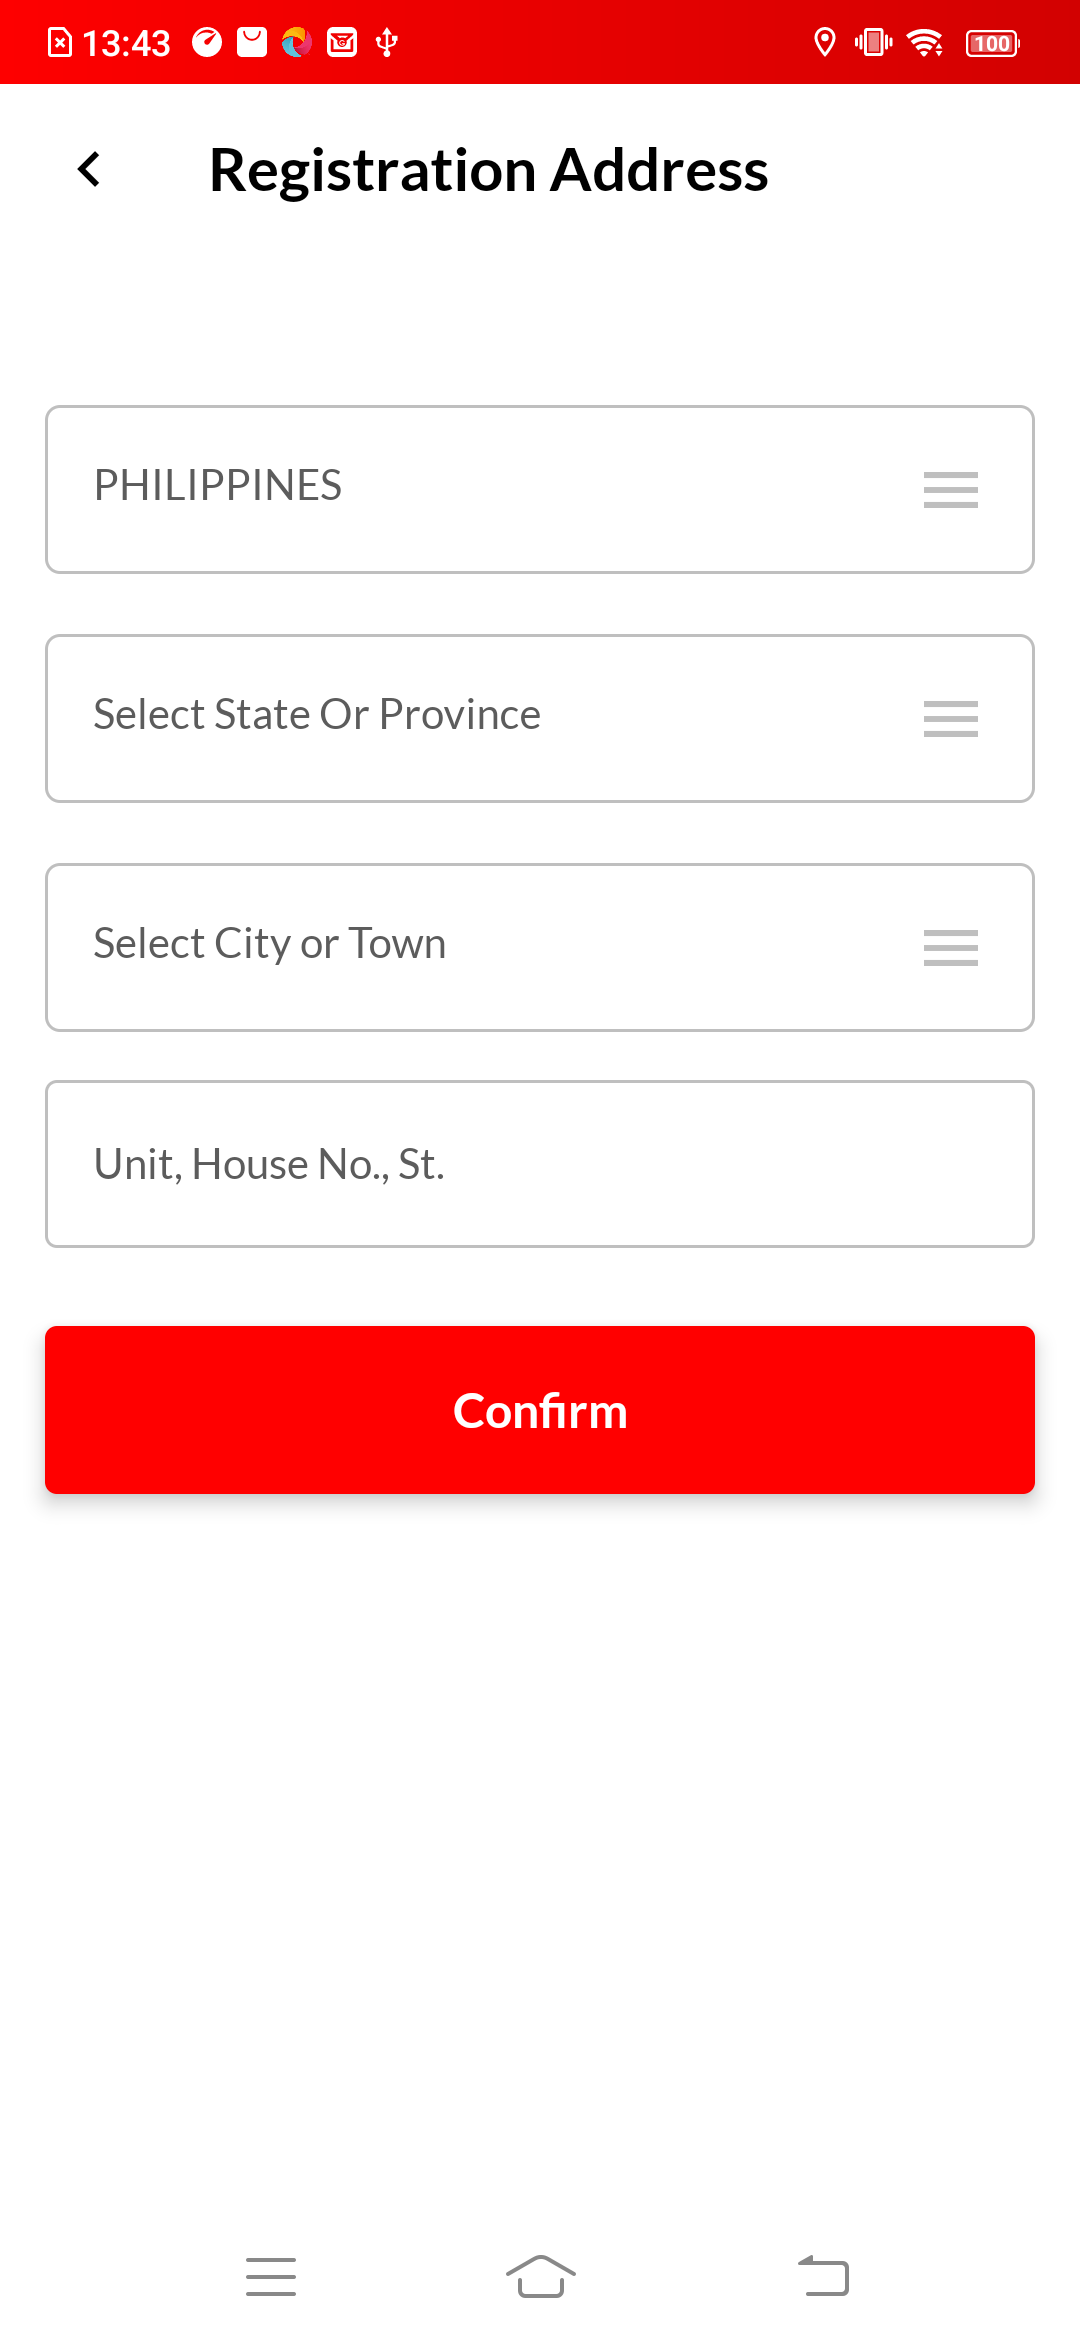 13:43
100
Registration Address
PHILIPPINES
Select State Or Province
Select City or Town
Unit, House No., St.
Confirm